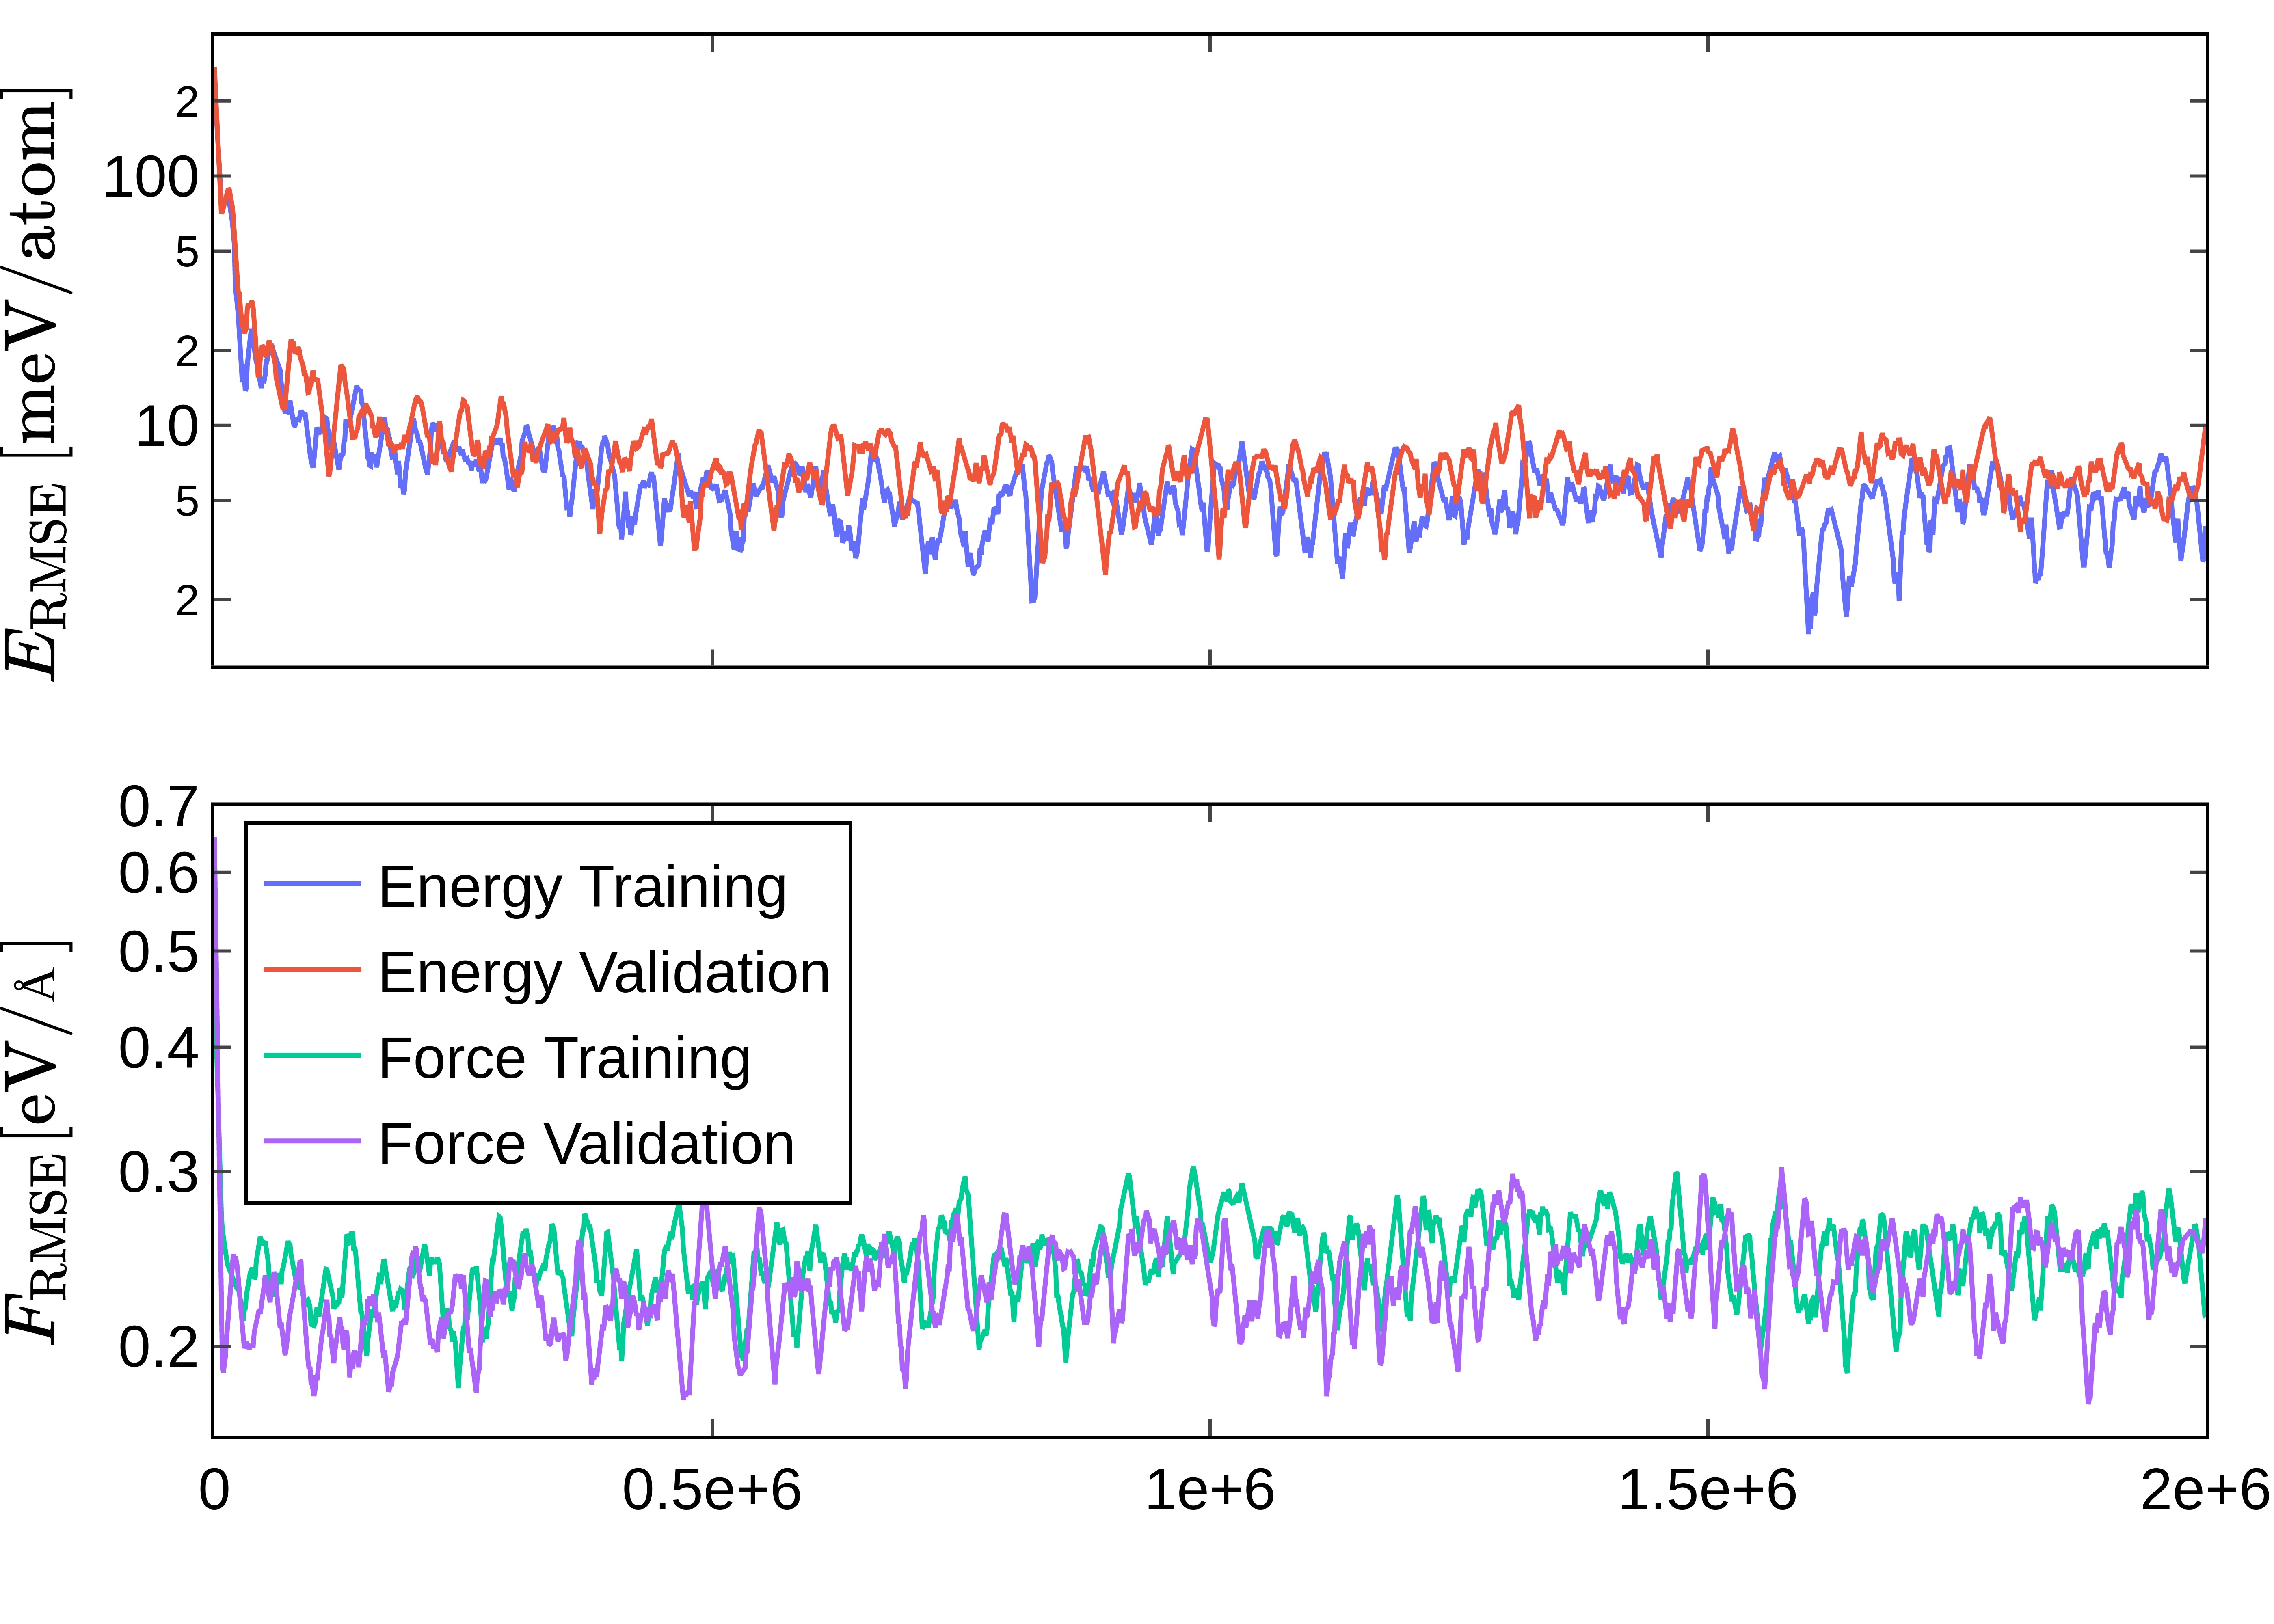 E_RMSE [meV/atom]
2
100
5
2
10
5
2
F_RMSE [eV/Å]
0.7
0.6
0.5
0.4
0.3
0.2
Energy Training
Energy Validation
Force Training
Force Validation
0 0.5e+6 1e+6 1.5e+6 2e+6